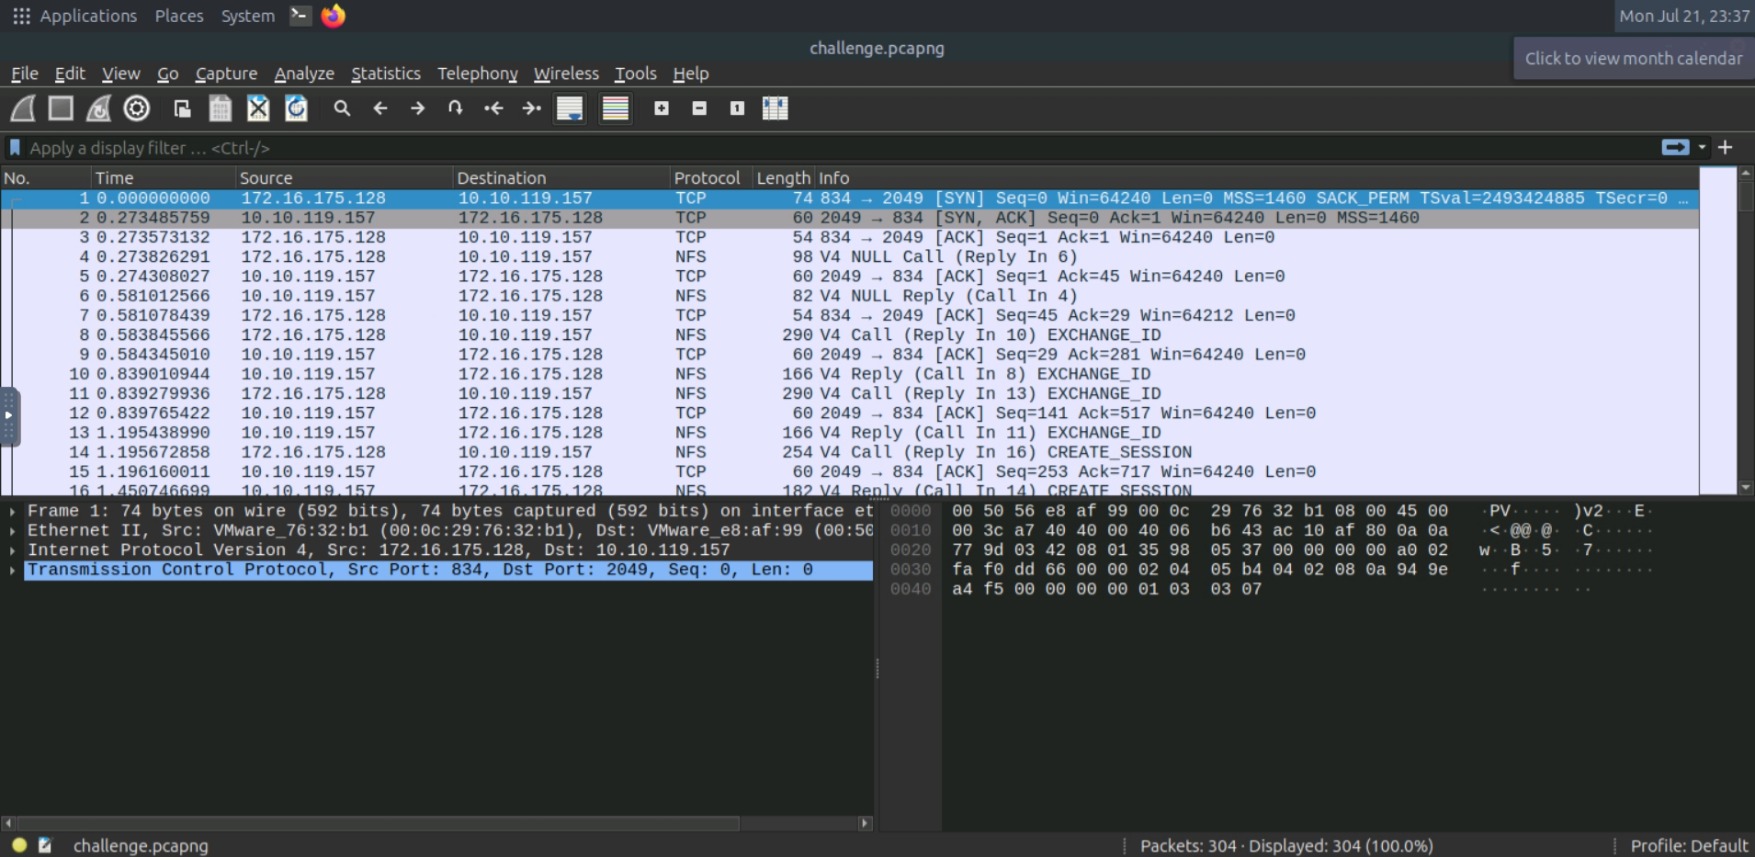 Applications Places System Mon Jul 21, 23:37
challenge.pcapng
Click to view month calendar
File Edit View Go Capture Analyze Statistics Telephony Wireless Tools Help
Apply a display filter … <Ctrl-/>
No. Time Source Destination Protocol Length Info
1 0.000000000 172.16.175.128 10.10.119.157 TCP 74 834 → 2049 [SYN] Seq=0 Win=64240 Len=0 MSS=1460 SACK_PERM TSval=2493424885 TSecr=0 …
2 0.273485759 10.10.119.157 172.16.175.128 TCP 60 2049 → 834 [SYN, ACK] Seq=0 Ack=1 Win=64240 Len=0 MSS=1460
3 0.273573132 172.16.175.128 10.10.119.157 TCP 54 834 → 2049 [ACK] Seq=1 Ack=1 Win=64240 Len=0
4 0.273826291 172.16.175.128 10.10.119.157 NFS 98 V4 NULL Call (Reply In 6)
5 0.274308027 10.10.119.157 172.16.175.128 TCP 60 2049 → 834 [ACK] Seq=1 Ack=45 Win=64240 Len=0
6 0.581012566 10.10.119.157 172.16.175.128 NFS 82 V4 NULL Reply (Call In 4)
7 0.581078439 172.16.175.128 10.10.119.157 TCP 54 834 → 2049 [ACK] Seq=45 Ack=29 Win=64212 Len=0
8 0.583845566 172.16.175.128 10.10.119.157 NFS 290 V4 Call (Reply In 10) EXCHANGE_ID
9 0.584345010 10.10.119.157 172.16.175.128 TCP 60 2049 → 834 [ACK] Seq=29 Ack=281 Win=64240 Len=0
10 0.839010944 10.10.119.157 172.16.175.128 NFS 166 V4 Reply (Call In 8) EXCHANGE_ID
11 0.839279936 172.16.175.128 10.10.119.157 NFS 290 V4 Call (Reply In 13) EXCHANGE_ID
12 0.839765422 10.10.119.157 172.16.175.128 TCP 60 2049 → 834 [ACK] Seq=141 Ack=517 Win=64240 Len=0
13 1.195438990 10.10.119.157 172.16.175.128 NFS 166 V4 Reply (Call In 11) EXCHANGE_ID
14 1.195672858 172.16.175.128 10.10.119.157 NFS 254 V4 Call (Reply In 16) CREATE_SESSION
15 1.196160011 10.10.119.157 172.16.175.128 TCP 60 2049 → 834 [ACK] Seq=253 Ack=717 Win=64240 Len=0
16 1.450746699 10.10.119.157 172.16.175.128 NFS 182 V4 Reply (Call In 14) CREATE_SESSION
Frame 1: 74 bytes on wire (592 bits), 74 bytes captured (592 bits) on interface et
Ethernet II, Src: VMware_76:32:b1 (00:0c:29:76:32:b1), Dst: VMware_e8:af:99 (00:50
Internet Protocol Version 4, Src: 172.16.175.128, Dst: 10.10.119.157
Transmission Control Protocol, Src Port: 834, Dst Port: 2049, Seq: 0, Len: 0
0000 00 50 56 e8 af 99 00 0c 29 76 32 b1 08 00 45 00 ·PV····· )v2···E·
0010 00 3c a7 40 40 00 40 06 b6 43 ac 10 af 80 0a 0a ·<·@@·@· ·C······
0020 77 9d 03 42 08 01 35 98 05 37 00 00 00 00 a0 02 w··B··5· ·7······
0030 fa f0 dd 66 00 00 02 04 05 b4 04 02 08 0a 94 9e ···f···· ········
0040 a4 f5 00 00 00 00 01 03 03 07 ········ ··
challenge.pcapng Packets: 304 · Displayed: 304 (100.0%) Profile: Default